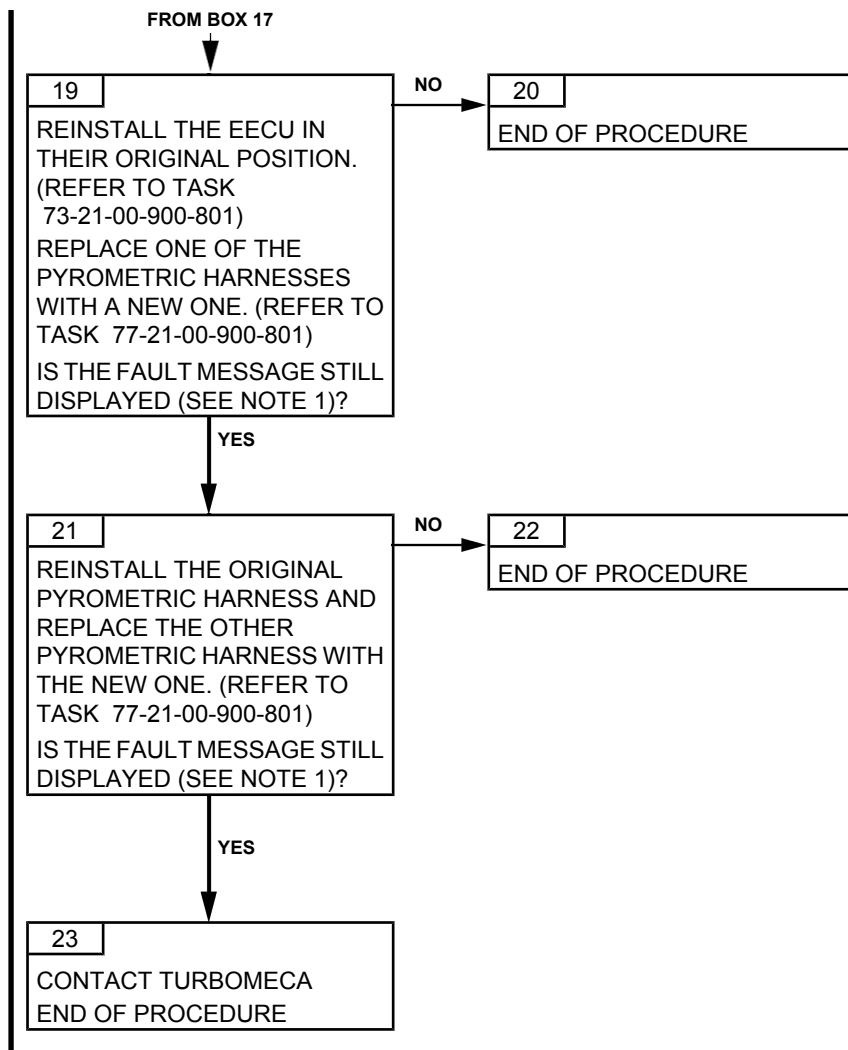 FROM BOX 17
19
REINSTALL THE EECU IN
THEIR ORIGINAL POSITION.
(REFER TO TASK
73-21-00-900-801)
REPLACE ONE OF THE
PYROMETRIC HARNESSES
WITH A NEW ONE. (REFER TO
TASK 77-21-00-900-801)
IS THE FAULT MESSAGE STILL
DISPLAYED (SEE NOTE 1)?
NO
20
END OF PROCEDURE
YES
21
REINSTALL THE ORIGINAL
PYROMETRIC HARNESS AND
REPLACE THE OTHER
PYROMETRIC HARNESS WITH
THE NEW ONE. (REFER TO
TASK 77-21-00-900-801)
IS THE FAULT MESSAGE STILL
DISPLAYED (SEE NOTE 1)?
NO
22
END OF PROCEDURE
YES
23
CONTACT TURBOMECA
END OF PROCEDURE